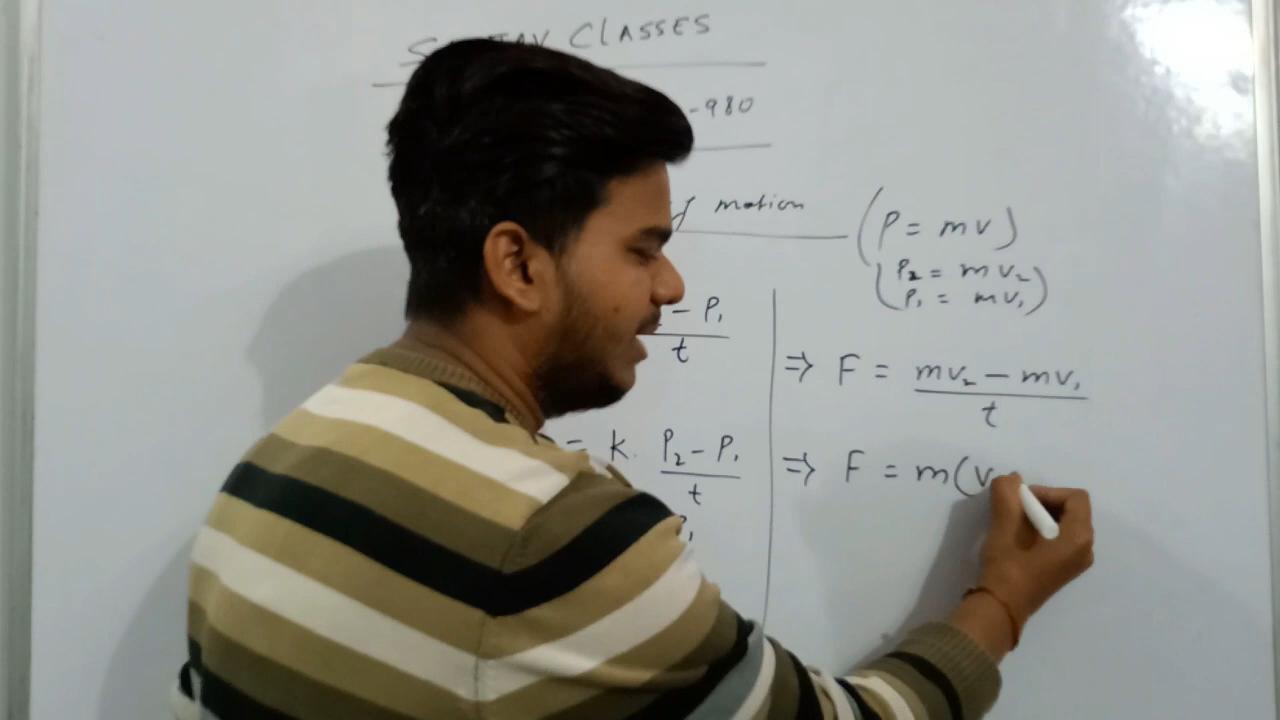 CLASSES
-980
motion
(P = mv)
(P₂ = mv₂
P₁ = mv₁)
- P₁
t
= k. P₂ - P₁
t
⇒ F = mv₂ - mv₁
t
⇒ F = m(v